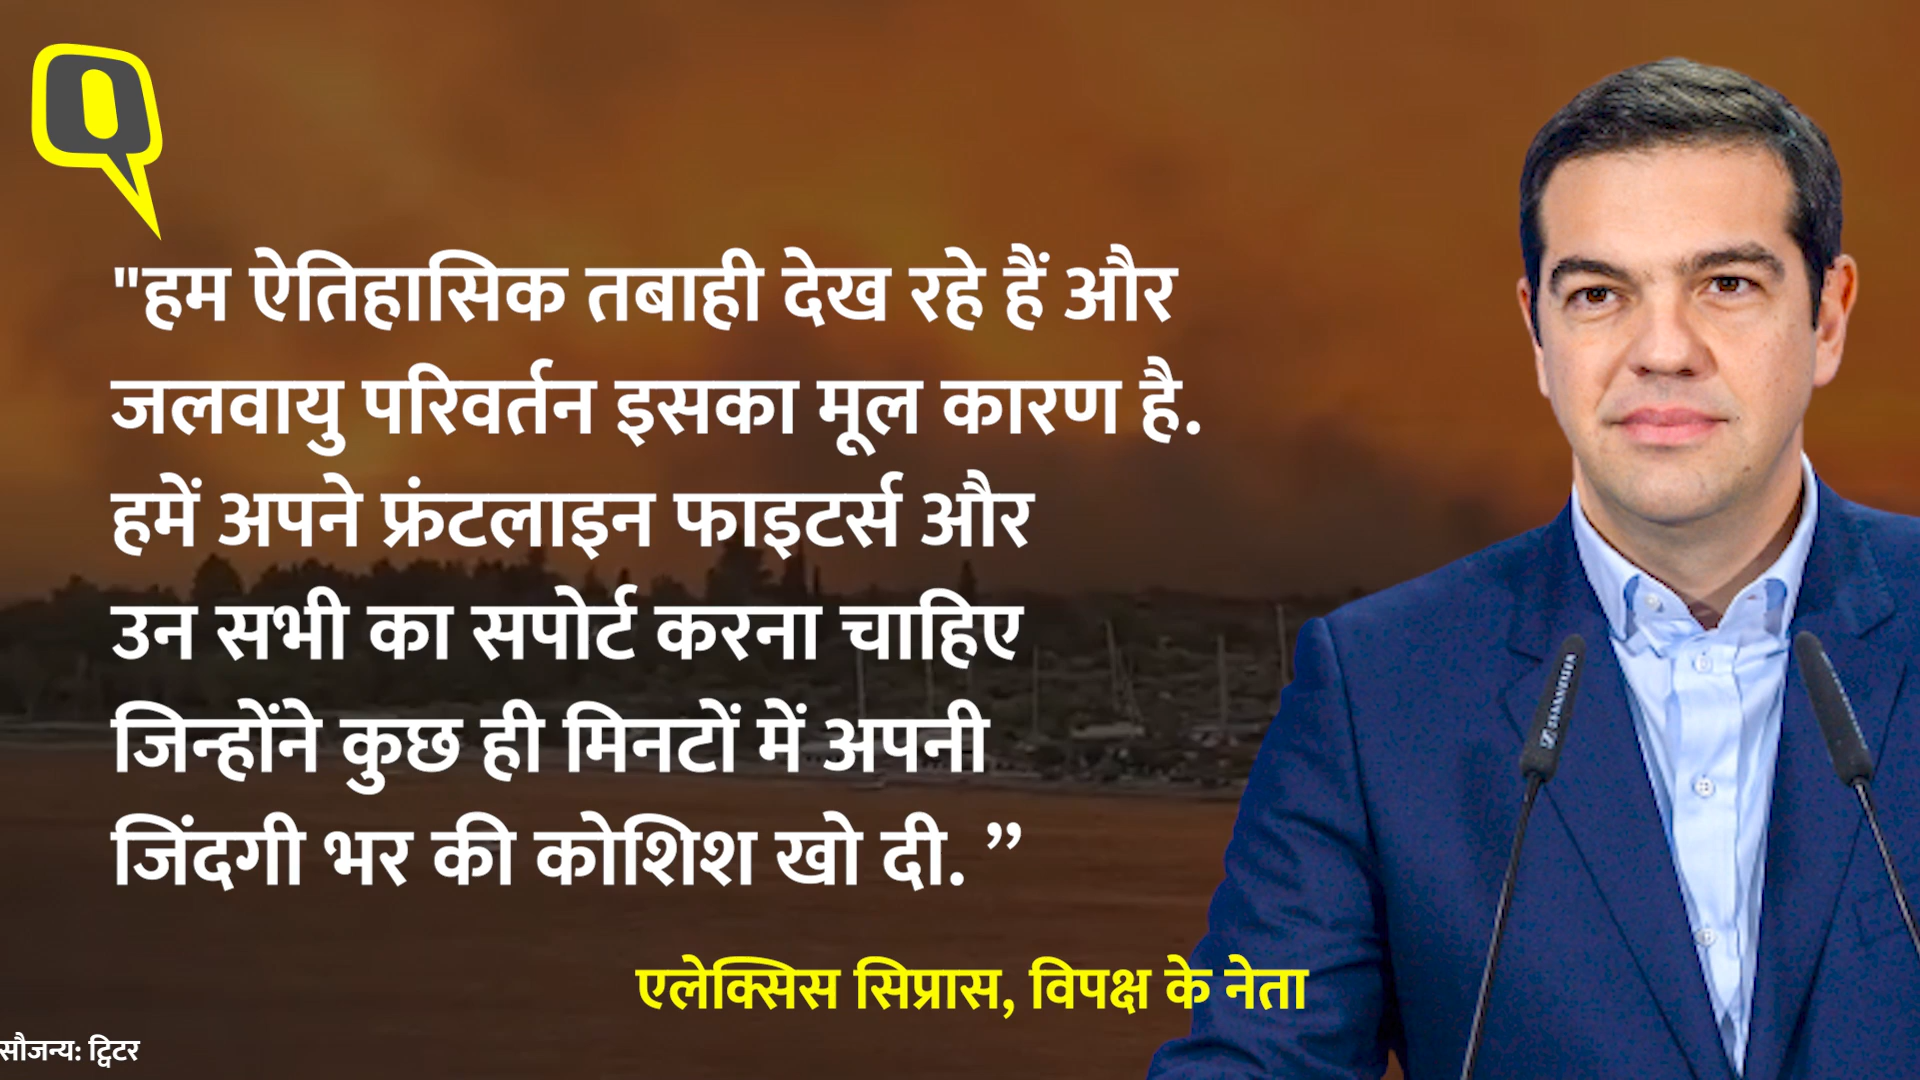 "हम ऐतिहासिक तबाही देख रहे हैं और
जलवायु परिवर्तन इसका मूल कारण है.
हमें अपने फ्रंटलाइन फाइटर्स और
उन सभी का सपोर्ट करना चाहिए
जिन्होंने कुछ ही मिनटों में अपनी
जिंदगी भर की कोशिश खो दी. ”
एलेक्सिस सिप्रास, विपक्ष के नेता
सौजन्य: ट्विटर
SENNHEISER